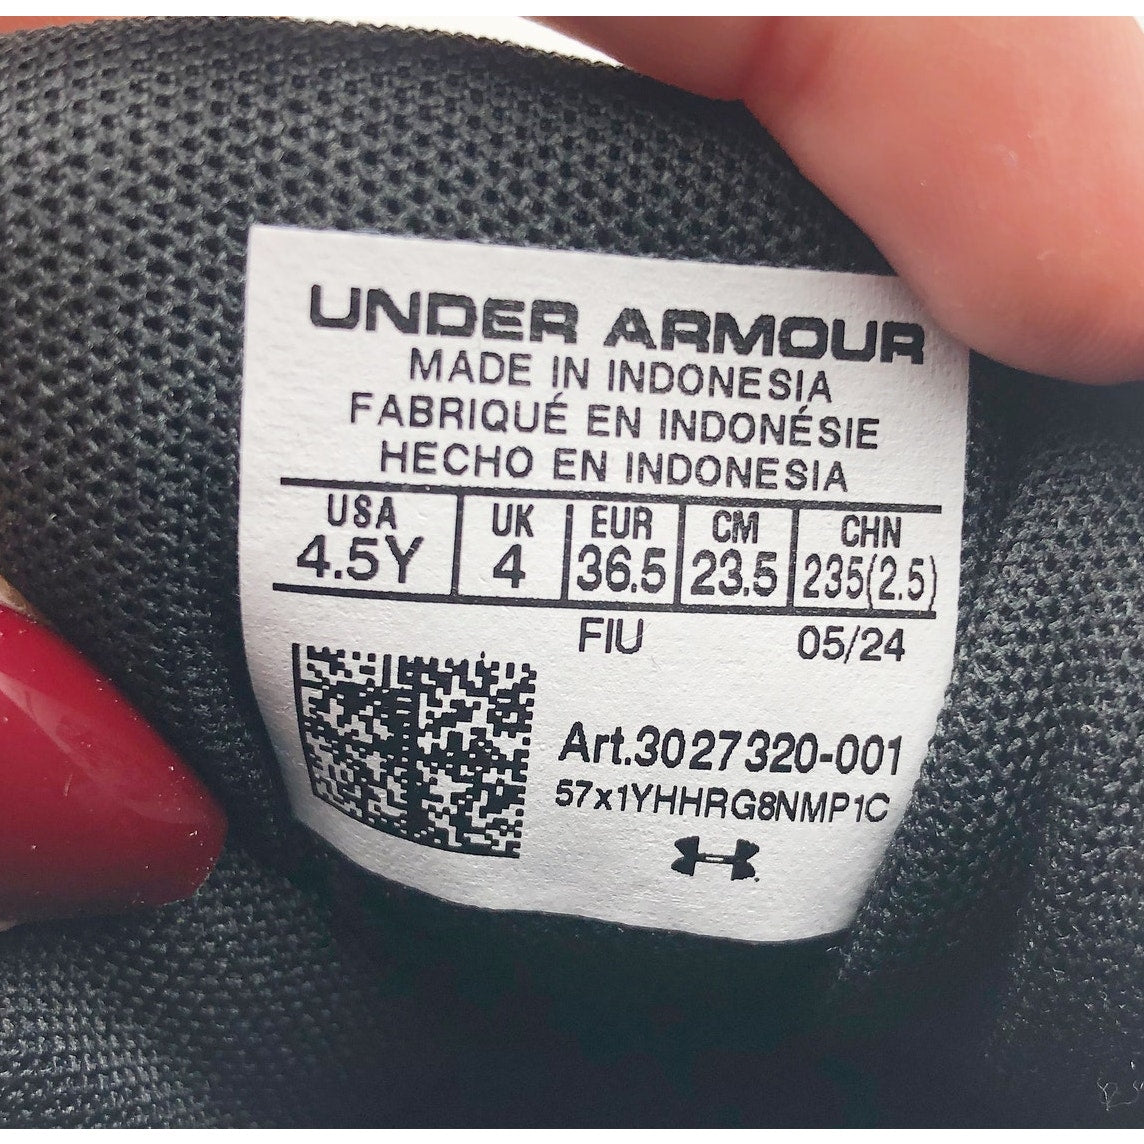 UNDER ARMOUR
MADE IN INDONESIA
FABRIQUÉ EN INDONÉSIE
HECHO EN INDONESIA
USA UK EUR CM CHN
4.5Y 4 36.5 23.5 235(2.5)
FIU 05/24
Art.3027320-001
57x1YHHRG8NMP1C